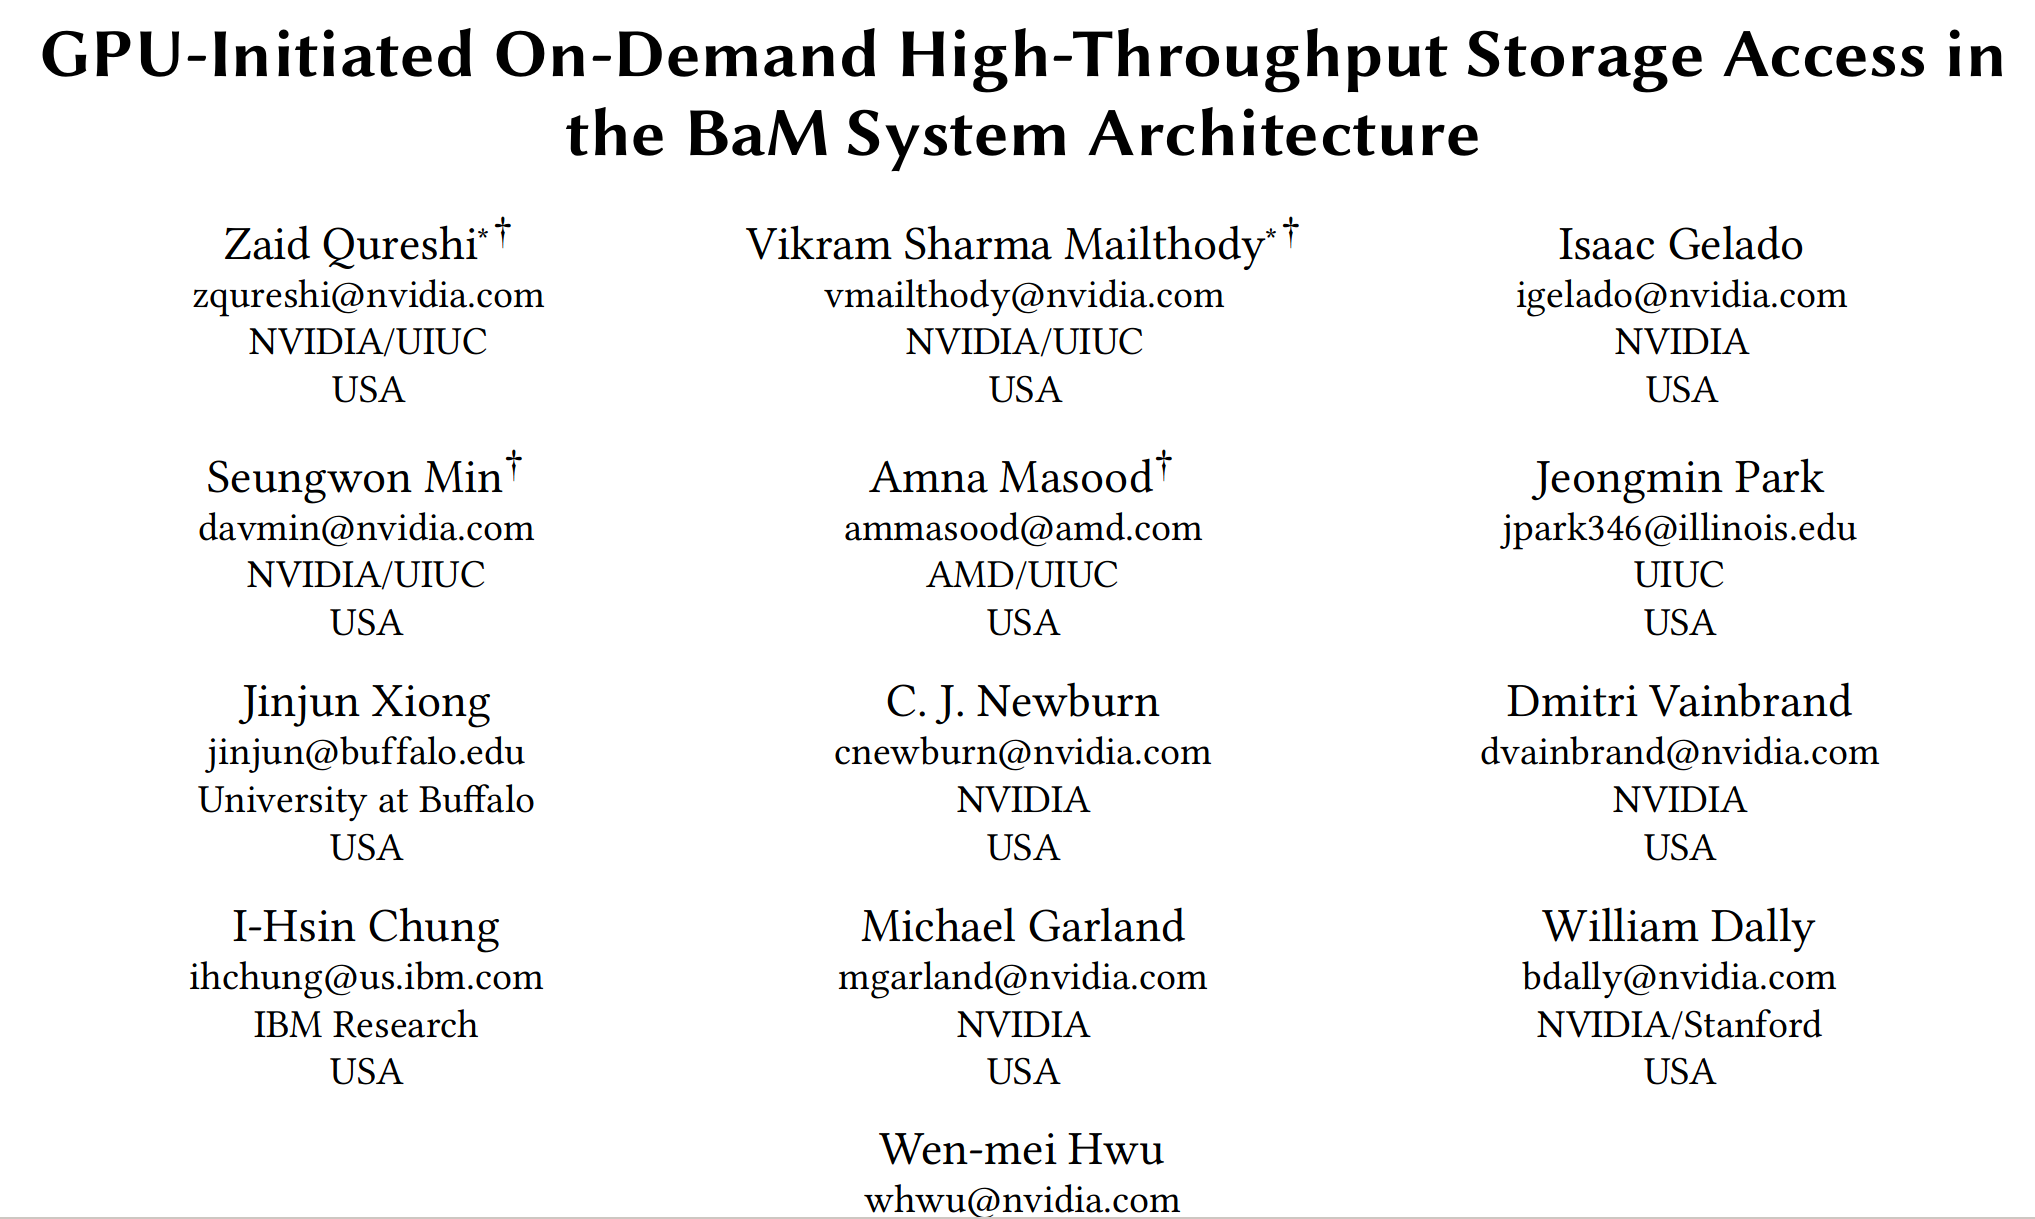 GPU-Initiated On-Demand High-Throughput Storage Access in
the BaM System Architecture
Zaid Qureshi*†
zqureshi@nvidia.com
NVIDIA/UIUC
USA
Vikram Sharma Mailthody*†
vmailthody@nvidia.com
NVIDIA/UIUC
USA
Isaac Gelado
igelado@nvidia.com
NVIDIA
USA
Seungwon Min†
davmin@nvidia.com
NVIDIA/UIUC
USA
Amna Masood†
ammasood@amd.com
AMD/UIUC
USA
Jeongmin Park
jpark346@illinois.edu
UIUC
USA
Jinjun Xiong
jinjun@buffalo.edu
University at Buffalo
USA
C. J. Newburn
cnewburn@nvidia.com
NVIDIA
USA
Dmitri Vainbrand
dvainbrand@nvidia.com
NVIDIA
USA
I-Hsin Chung
ihchung@us.ibm.com
IBM Research
USA
Michael Garland
mgarland@nvidia.com
NVIDIA
USA
William Dally
bdally@nvidia.com
NVIDIA/Stanford
USA
Wen-mei Hwu
whwu@nvidia.com